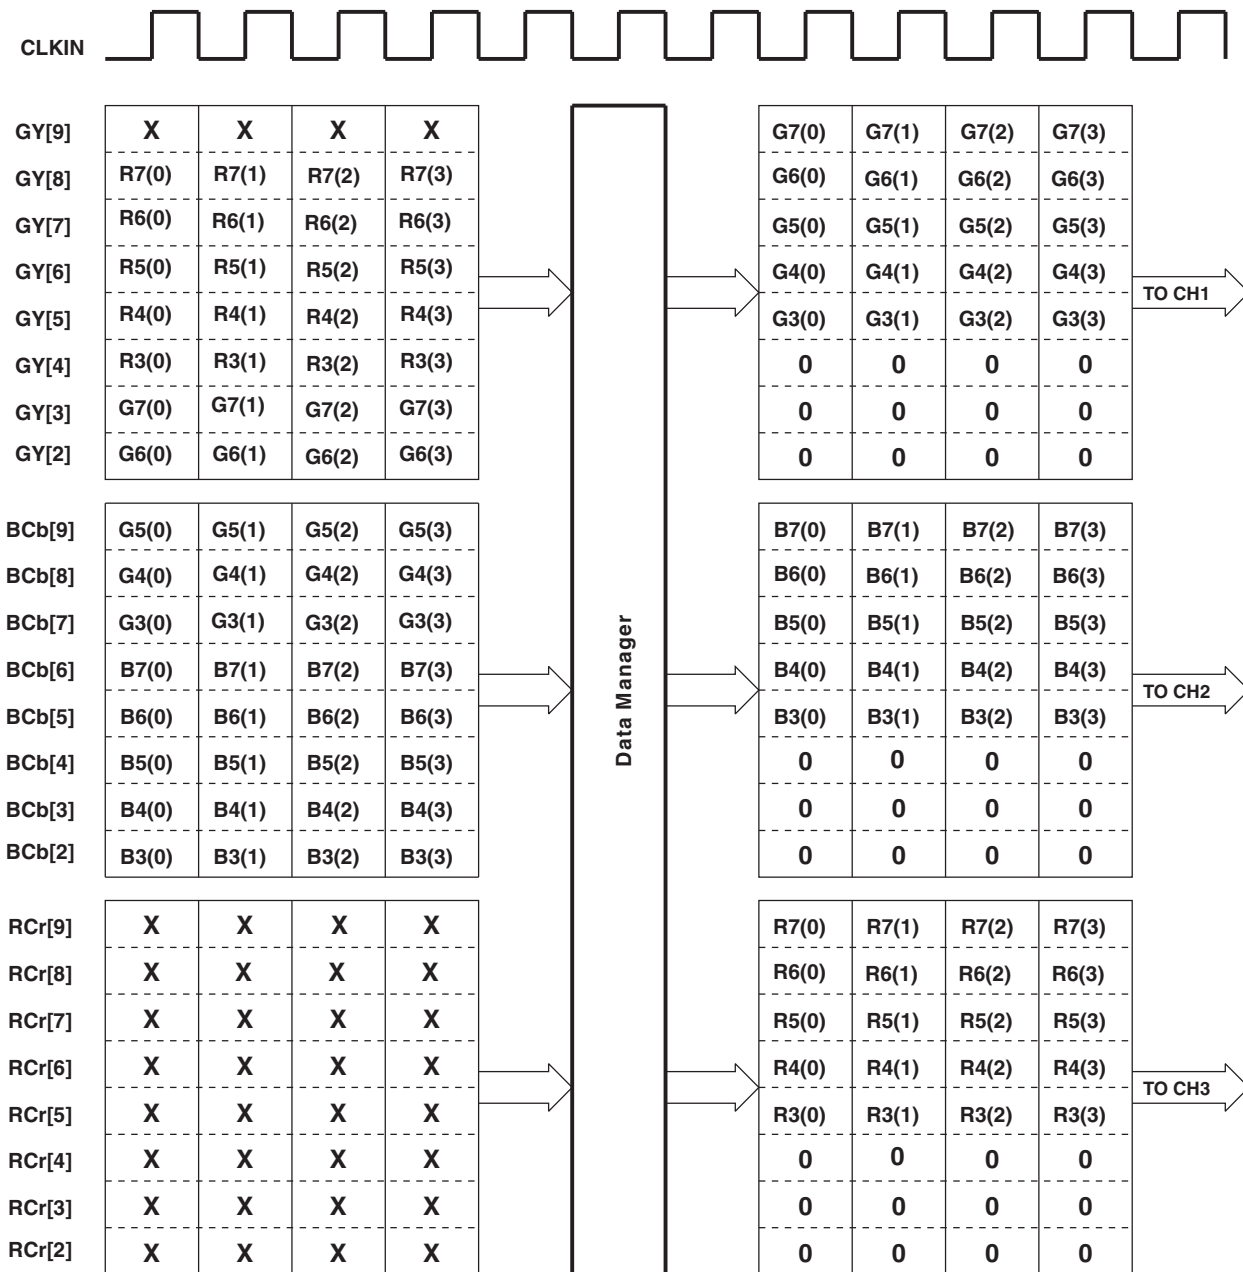 CLKIN
GY[9] X X X X G7(0) G7(1) G7(2) G7(3)
GY[8] R7(0) R7(1) R7(2) R7(3) G6(0) G6(1) G6(2) G6(3)
GY[7] R6(0) R6(1) R6(2) R6(3) G5(0) G5(1) G5(2) G5(3)
GY[6] R5(0) R5(1) R5(2) R5(3) G4(0) G4(1) G4(2) G4(3)
TO CH1
GY[5] R4(0) R4(1) R4(2) R4(3) G3(0) G3(1) G3(2) G3(3)
GY[4] R3(0) R3(1) R3(2) R3(3) 0 0 0 0
GY[3] G7(0) G7(1) G7(2) G7(3) 0 0 0 0
GY[2] G6(0) G6(1) G6(2) G6(3) 0 0 0 0
BCb[9] G5(0) G5(1) G5(2) G5(3) B7(0) B7(1) B7(2) B7(3)
BCb[8] G4(0) G4(1) G4(2) G4(3) B6(0) B6(1) B6(2) B6(3)
BCb[7] G3(0) G3(1) G3(2) G3(3) B5(0) B5(1) B5(2) B5(3)
Data Manager
BCb[6] B7(0) B7(1) B7(2) B7(3) B4(0) B4(1) B4(2) B4(3)
TO CH2
BCb[5] B6(0) B6(1) B6(2) B6(3) B3(0) B3(1) B3(2) B3(3)
BCb[4] B5(0) B5(1) B5(2) B5(3) 0 0 0 0
BCb[3] B4(0) B4(1) B4(2) B4(3) 0 0 0 0
BCb[2] B3(0) B3(1) B3(2) B3(3) 0 0 0 0
RCr[9] X X X X R7(0) R7(1) R7(2) R7(3)
RCr[8] X X X X R6(0) R6(1) R6(2) R6(3)
RCr[7] X X X X R5(0) R5(1) R5(2) R5(3)
RCr[6] X X X X R4(0) R4(1) R4(2) R4(3)
TO CH3
RCr[5] X X X X R3(0) R3(1) R3(2) R3(3)
RCr[4] X X X X 0 0 0 0
RCr[3] X X X X 0 0 0 0
RCr[2] X X X X 0 0 0 0